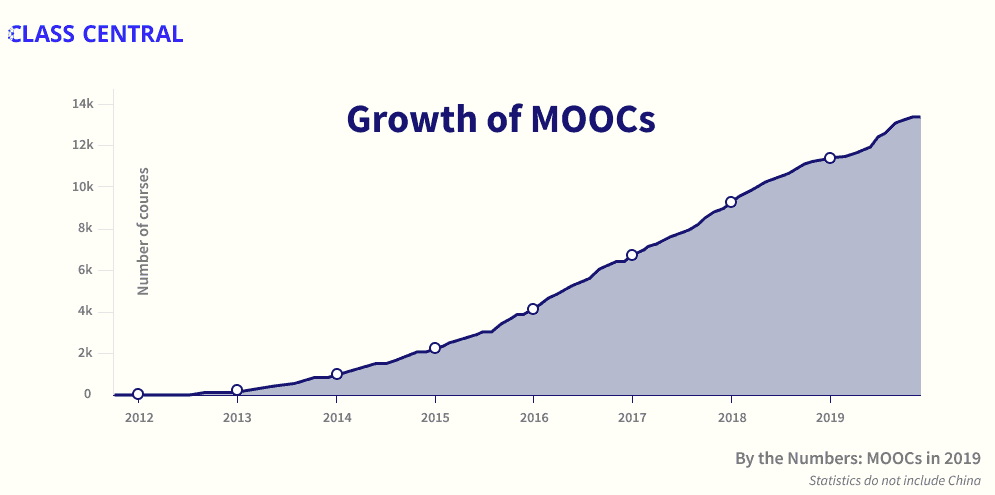 CLASS CENTRAL
Growth of MOOCs
Number of courses
14k
12k
10k
8k
6k
4k
2k
0
2012 2013 2014 2015 2016 2017 2018 2019
By the Numbers: MOOCs in 2019
Statistics do not include China